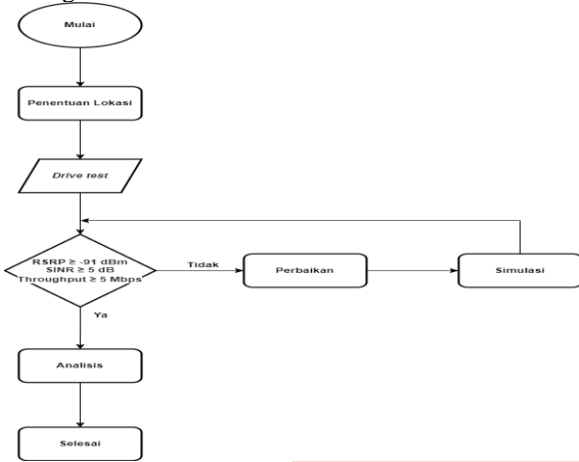 Mulai
Penentuan Lokasi
Drive test
RSRP ≥ -91 dBm
SINR ≥ 5 dB
Throughput ≥ 5 Mbps
Tidak
Perbaikan
Simulasi
Ya
Analisis
Selesai